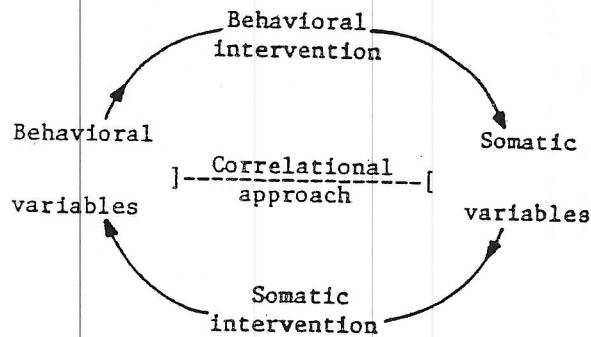 Behavioral
intervention
Behavioral
Somatic
Correlational
approach
variables
variables
Somatic
intervention